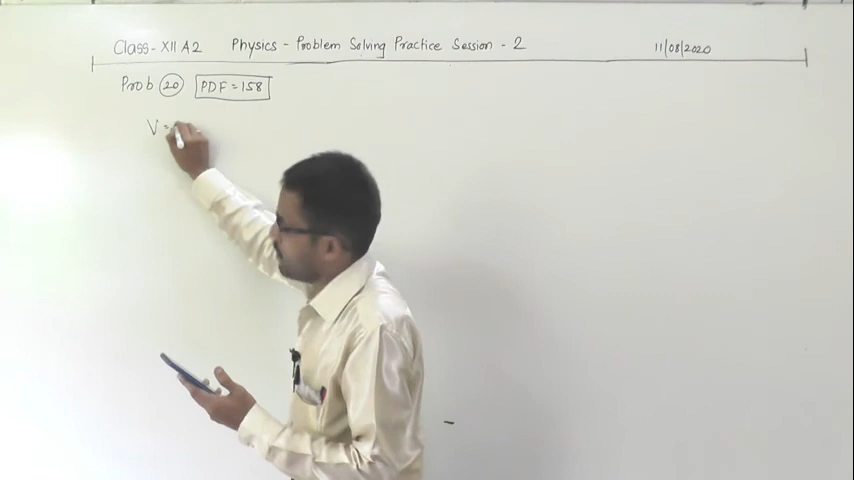 Class - XII A2 Physics - Problem Solving Practice Session - 2 11/08/2020
Prob 20 PDF = 158
V =